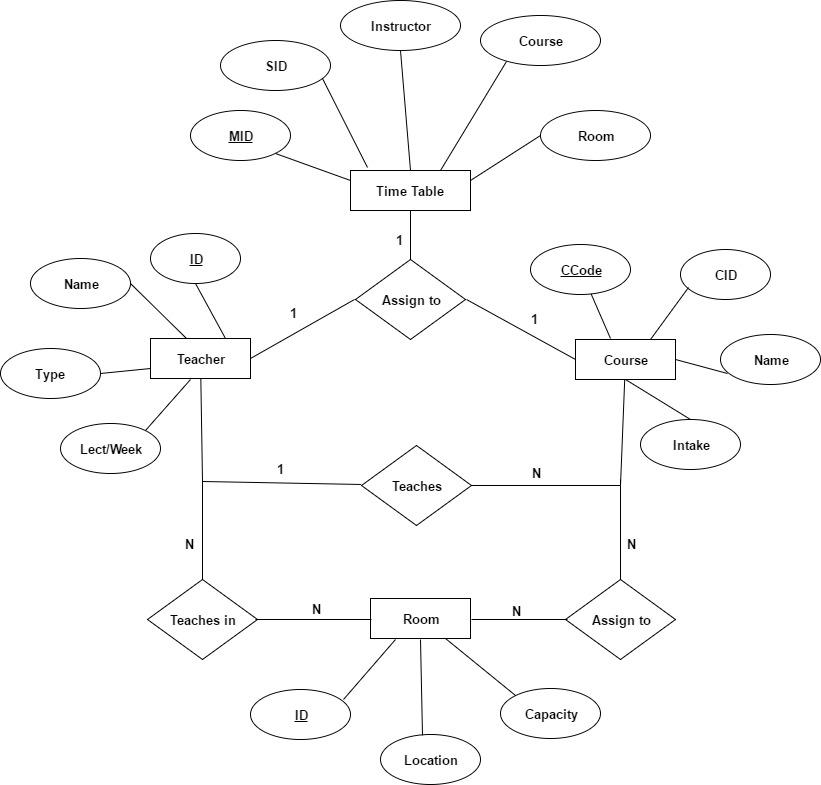 Instructor
Course
SID
MID
Room
Time Table
1
ID
CCode
CID
Name
Assign to
1
1
Teacher
Course
Name
Type
Lect/Week
Intake
1
Teaches
N
N
N
Teaches in
N
Room
N
Assign to
ID
Capacity
Location